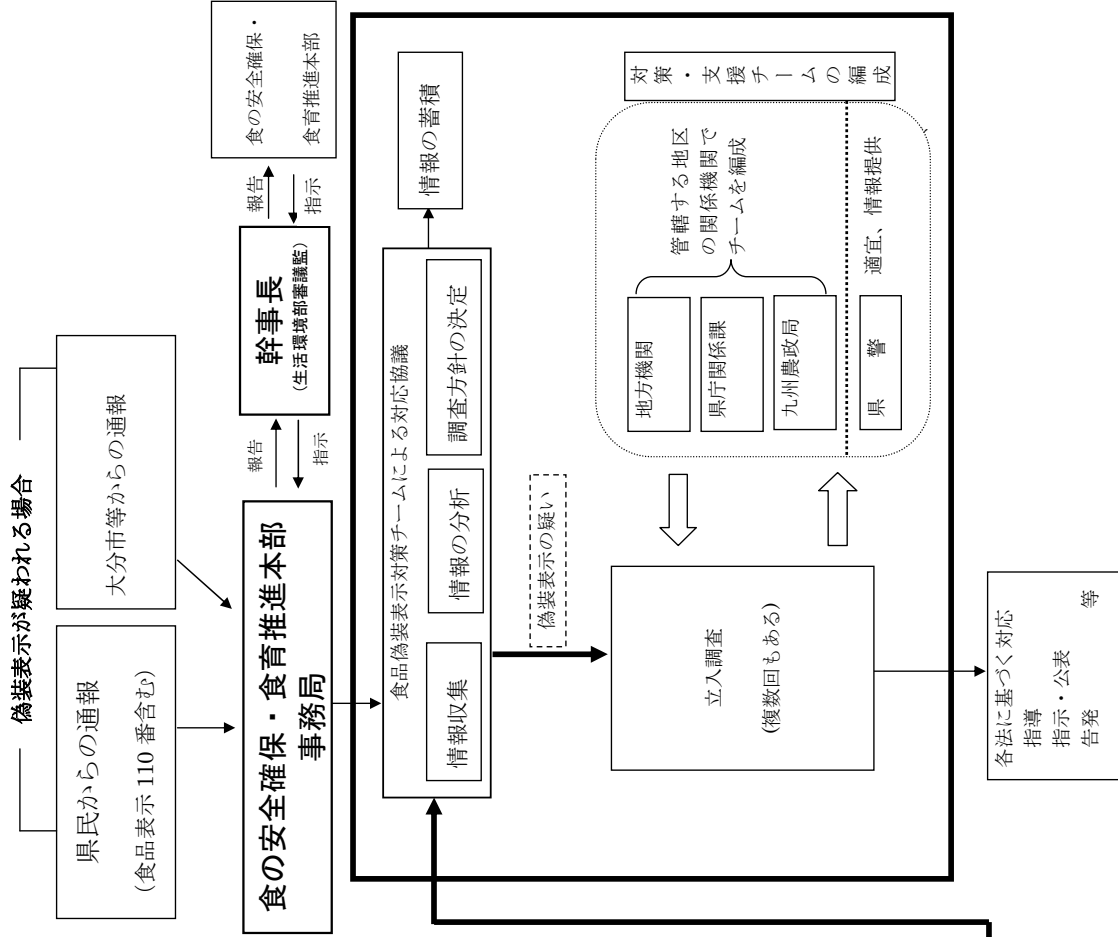 偽装表示が疑われる場合
県民からの通報
(食品表示 110 番含む)
大分市等からの通報
食の安全確保・食育推進本部
事務局
報告
指示
幹事長
(生活環境部審議監)
報告
指示
食の安全確保・
食育推進本部
食品偽装表示対策チームによる対応協議
情報収集
情報の分析
調査方針の決定
情報の蓄積
偽装表示の疑い
立入調査
(複数回もある)
地方機関
県庁関係課
九州農政局
管轄する地区
の関係機関で
チームを編成
県 警
適宜、情報提供
対策・支援チームの編成
各法に基づく対応
指導
指示・公表
告発 等